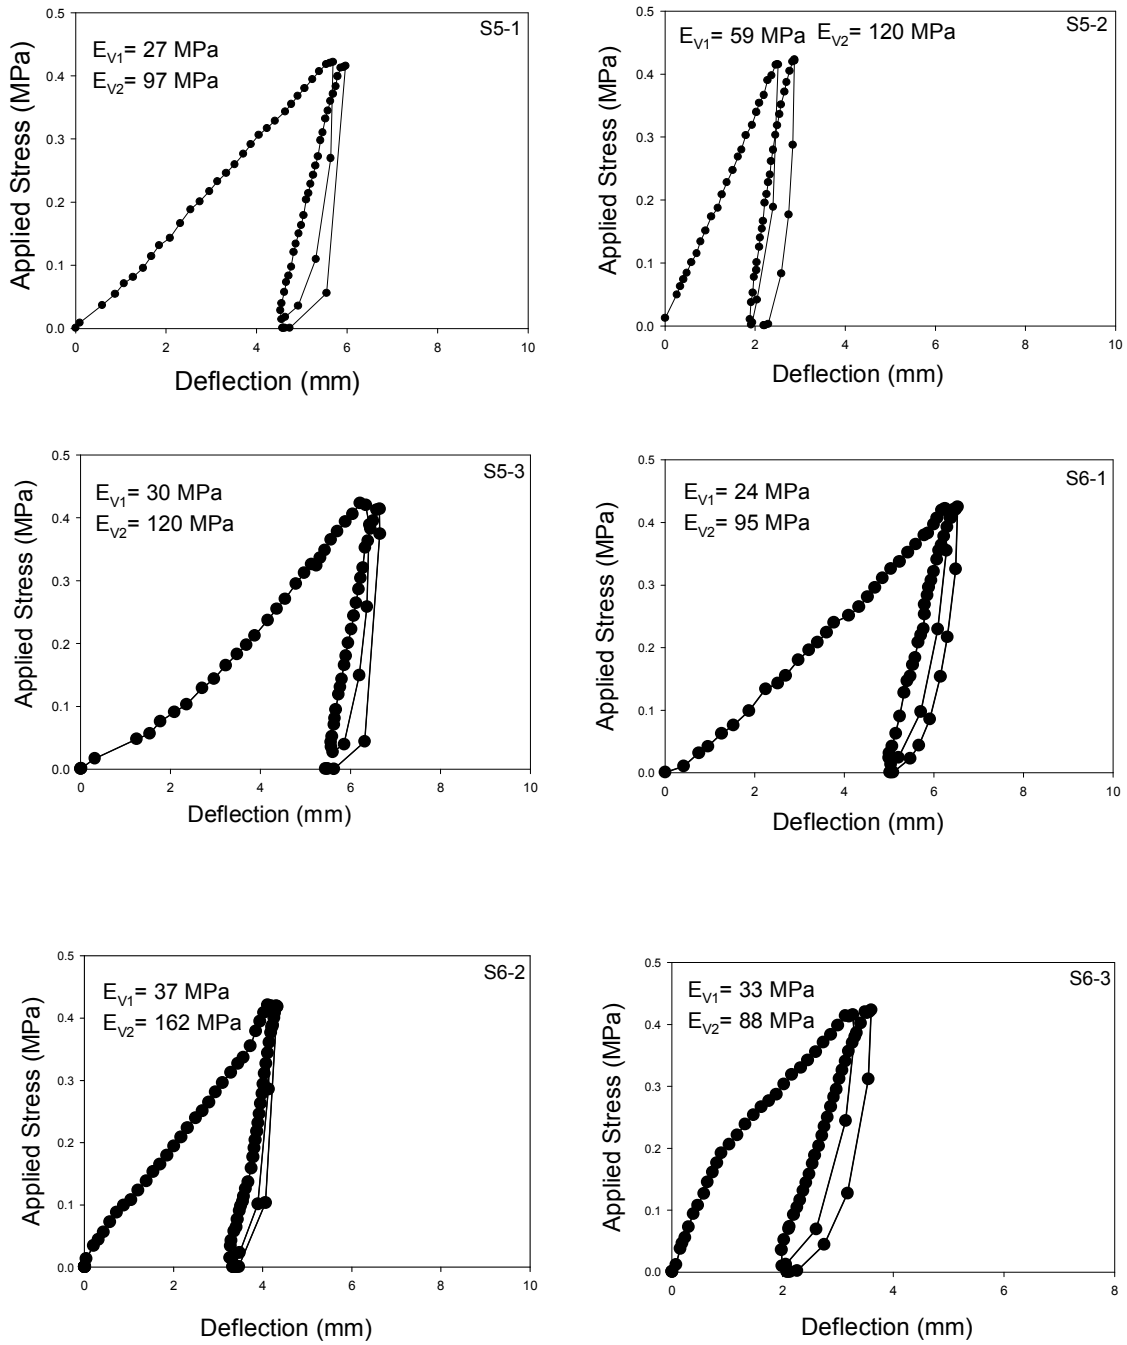 S5-1
E_V1= 27 MPa
E_V2= 97 MPa
Applied Stress (MPa)
0.5
0.4
0.3
0.2
0.1
0.0
0 2 4 6 8 10
Deflection (mm)
S5-2
E_V1= 59 MPa E_V2= 120 MPa
Applied Stress (MPa)
0.5
0.4
0.3
0.2
0.1
0.0
0 2 4 6 8 10
Deflection (mm)
S5-3
E_V1= 30 MPa
E_V2= 120 MPa
Applied Stress (MPa)
0.5
0.4
0.3
0.2
0.1
0.0
0 2 4 6 8 10
Deflection (mm)
S6-1
E_V1= 24 MPa
E_V2= 95 MPa
Applied Stress (MPa)
0.5
0.4
0.3
0.2
0.1
0.0
0 2 4 6 8 10
Deflection (mm)
S6-2
E_V1= 37 MPa
E_V2= 162 MPa
Applied Stress (MPa)
0.5
0.4
0.3
0.2
0.1
0.0
0 2 4 6 8 10
Deflection (mm)
S6-3
E_V1= 33 MPa
E_V2= 88 MPa
Applied Stress (MPa)
0.5
0.4
0.3
0.2
0.1
0.0
0 2 4 6 8
Deflection (mm)